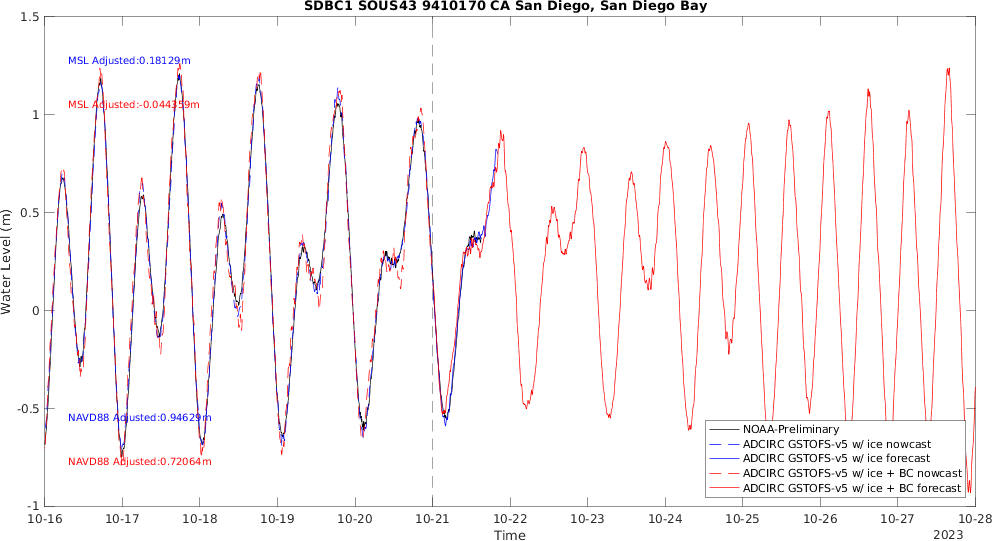 SDBC1 SOUS43 9410170 CA San Diego, San Diego Bay
1.5
MSL Adjusted:0.18129m
MSL Adjusted:-0.044359m
1
0.5
Water Level (m)
0
-0.5
NAVD88 Adjusted:0.94629m
NAVD88 Adjusted:0.72064m
NOAA-Preliminary
ADCIRC GSTOFS-v5 w/ ice nowcast
ADCIRC GSTOFS-v5 w/ ice forecast
ADCIRC GSTOFS-v5 w/ ice + BC nowcast
ADCIRC GSTOFS-v5 w/ ice + BC forecast
-1
10-16 10-17 10-18 10-19 10-20 10-21 10-22 10-23 10-24 10-25 10-26 10-27 10-28
Time
2023